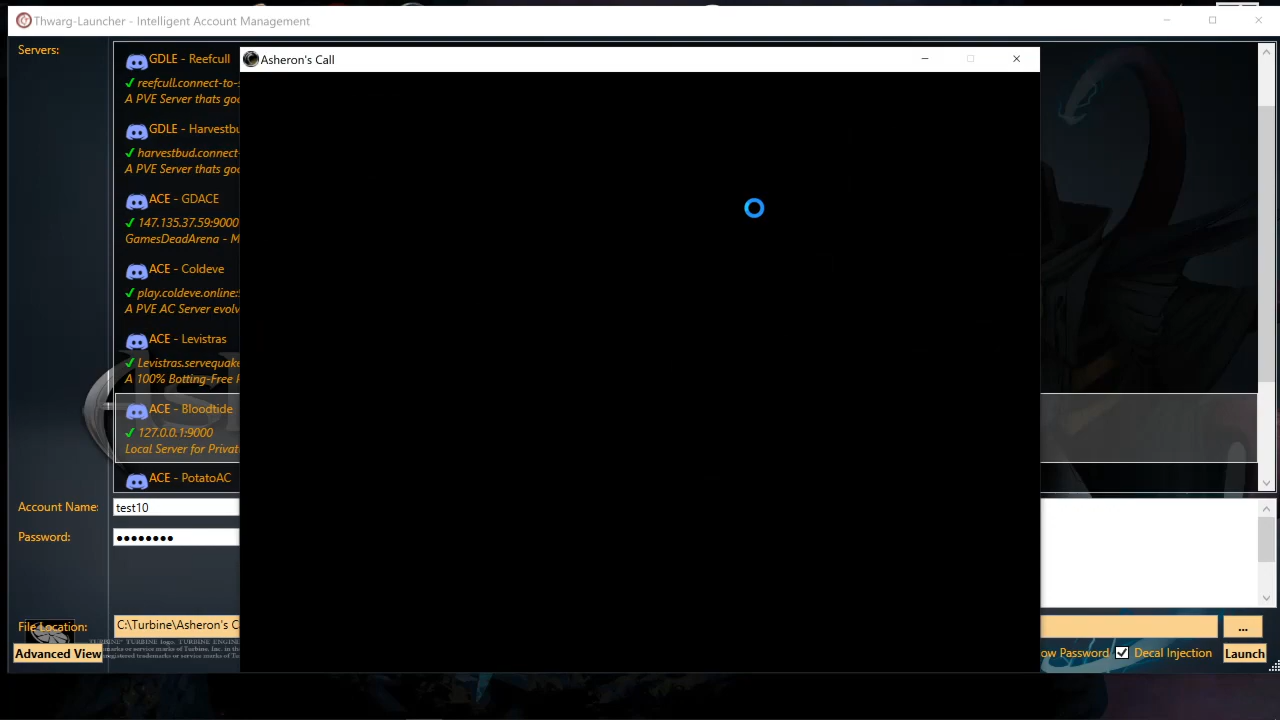 Thwarg-Launcher - Intelligent Account Management
Servers:
GDLE - Reefcull
✓ reefcull.connect-to-
A PVE Server thats goo
Asheron's Call
GDLE - Harvestbu
✓ harvestbud.connect-
A PVE Server thats goo
ACE - GDACE
✓ 147.135.37.59:9000
GamesDeadArena - M
ACE - Coldeve
✓ play.coldeve.online:
A PVE AC Server evolv
ACE - Levistras
✓ Levistras.servequake
A 100% Botting-Free
ACE - Bloodtide
✓ 127.0.0.1:9000
Local Server for Privat
ACE - PotatoAC
Account Name: test10
Password: ●●●●●●●●
File Location: C:\Turbine\Asheron's C ...
Advanced View ow Password Decal Injection Launch